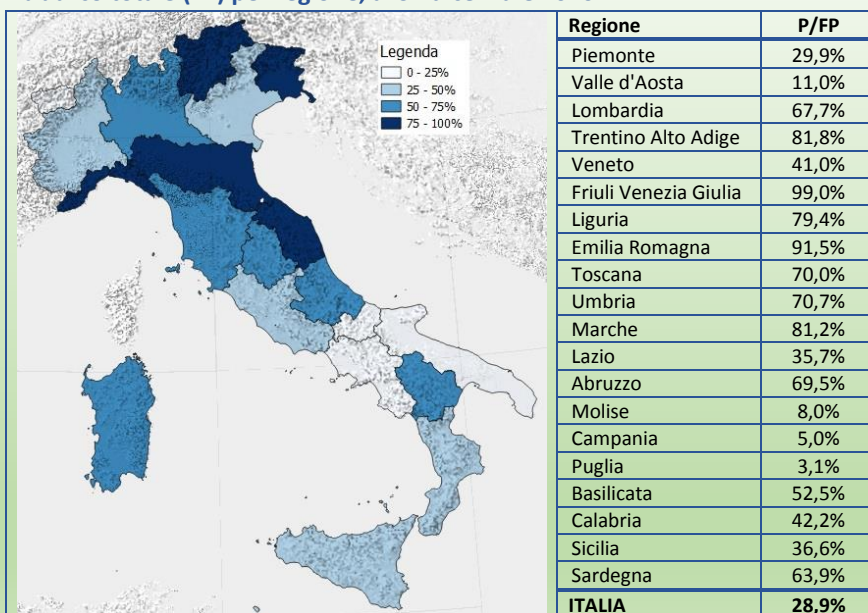 Legenda
0 - 25%
25 - 50%
50 - 75%
75 - 100%
Regione P/FP
Piemonte 29,9%
Valle d'Aosta 11,0%
Lombardia 67,7%
Trentino Alto Adige 81,8%
Veneto 41,0%
Friuli Venezia Giulia 99,0%
Liguria 79,4%
Emilia Romagna 91,5%
Toscana 70,0%
Umbria 70,7%
Marche 81,2%
Lazio 35,7%
Abruzzo 69,5%
Molise 8,0%
Campania 5,0%
Puglia 3,1%
Basilicata 52,5%
Calabria 42,2%
Sicilia 36,6%
Sardegna 63,9%
ITALIA 28,9%